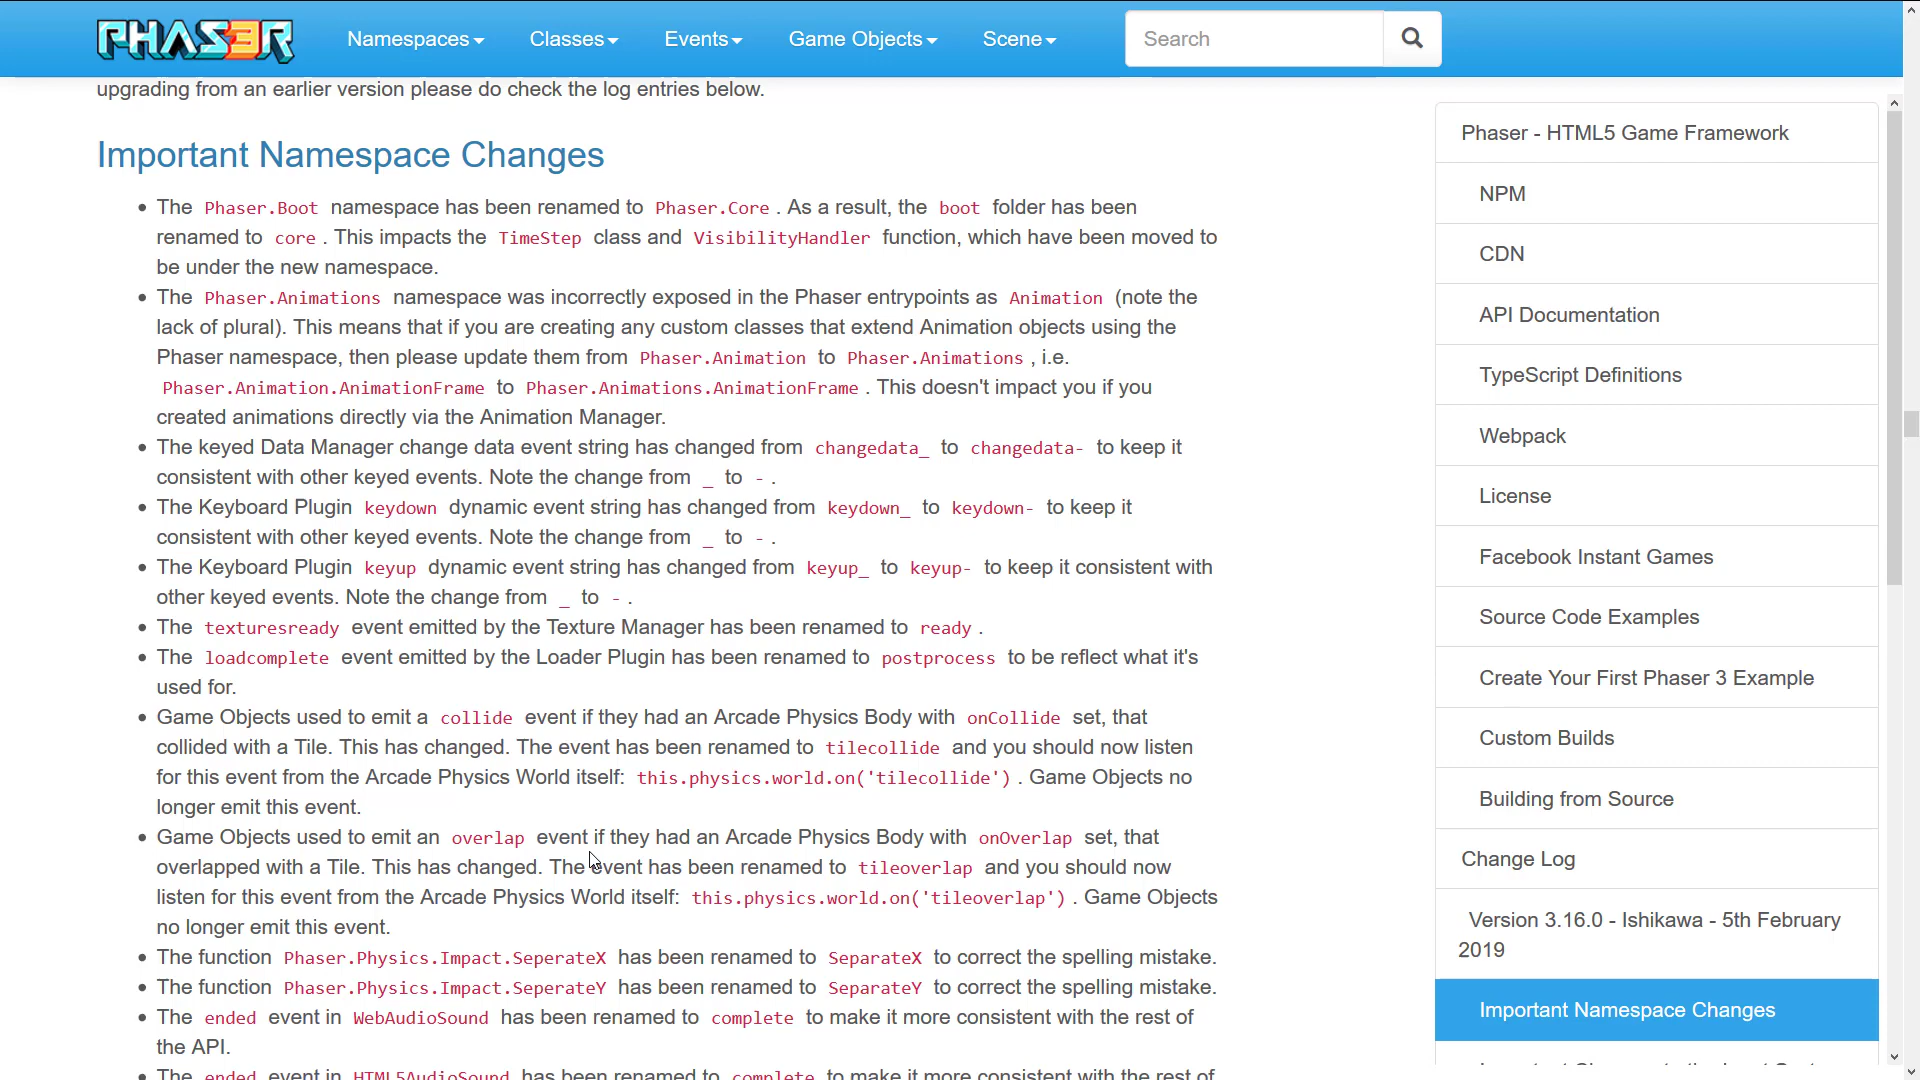 PHAS3R
Namespaces Classes Events Game Objects Scene Search
upgrading from an earlier version please do check the log entries below.
Important Namespace Changes
• The Phaser.Boot namespace has been renamed to Phaser.Core . As a result, the boot folder has been
renamed to core . This impacts the TimeStep class and VisibilityHandler function, which have been moved to
be under the new namespace.
• The Phaser.Animations namespace was incorrectly exposed in the Phaser entrypoints as Animation (note the
lack of plural). This means that if you are creating any custom classes that extend Animation objects using the
Phaser namespace, then please update them from Phaser.Animation to Phaser.Animations , i.e.
Phaser.Animation.AnimationFrame to Phaser.Animations.AnimationFrame . This doesn't impact you if you
created animations directly via the Animation Manager.
• The keyed Data Manager change data event string has changed from changedata_ to changedata- to keep it
consistent with other keyed events. Note the change from _ to - .
• The Keyboard Plugin keydown dynamic event string has changed from keydown_ to keydown- to keep it
consistent with other keyed events. Note the change from _ to - .
• The Keyboard Plugin keyup dynamic event string has changed from keyup_ to keyup- to keep it consistent with
other keyed events. Note the change from _ to - .
• The texturesready event emitted by the Texture Manager has been renamed to ready .
• The loadcomplete event emitted by the Loader Plugin has been renamed to postprocess to be reflect what it's
used for.
• Game Objects used to emit a collide event if they had an Arcade Physics Body with onCollide set, that
collided with a Tile. This has changed. The event has been renamed to tilecollide and you should now listen
for this event from the Arcade Physics World itself: this.physics.world.on('tilecollide') . Game Objects no
longer emit this event.
• Game Objects used to emit an overlap event if they had an Arcade Physics Body with onOverlap set, that
overlapped with a Tile. This has changed. The event has been renamed to tileoverlap and you should now
listen for this event from the Arcade Physics World itself: this.physics.world.on('tileoverlap') . Game Objects
no longer emit this event.
• The function Phaser.Physics.Impact.SeperateX has been renamed to SeparateX to correct the spelling mistake.
• The function Phaser.Physics.Impact.SeperateY has been renamed to SeparateY to correct the spelling mistake.
• The ended event in WebAudioSound has been renamed to complete to make it more consistent with the rest of
the API.
• The ended event in HTML5AudioSound has been renamed to complete to make it more consistent with the rest of
Phaser - HTML5 Game Framework
NPM
CDN
API Documentation
TypeScript Definitions
Webpack
License
Facebook Instant Games
Source Code Examples
Create Your First Phaser 3 Example
Custom Builds
Building from Source
Change Log
Version 3.16.0 - Ishikawa - 5th February
2019
Important Namespace Changes